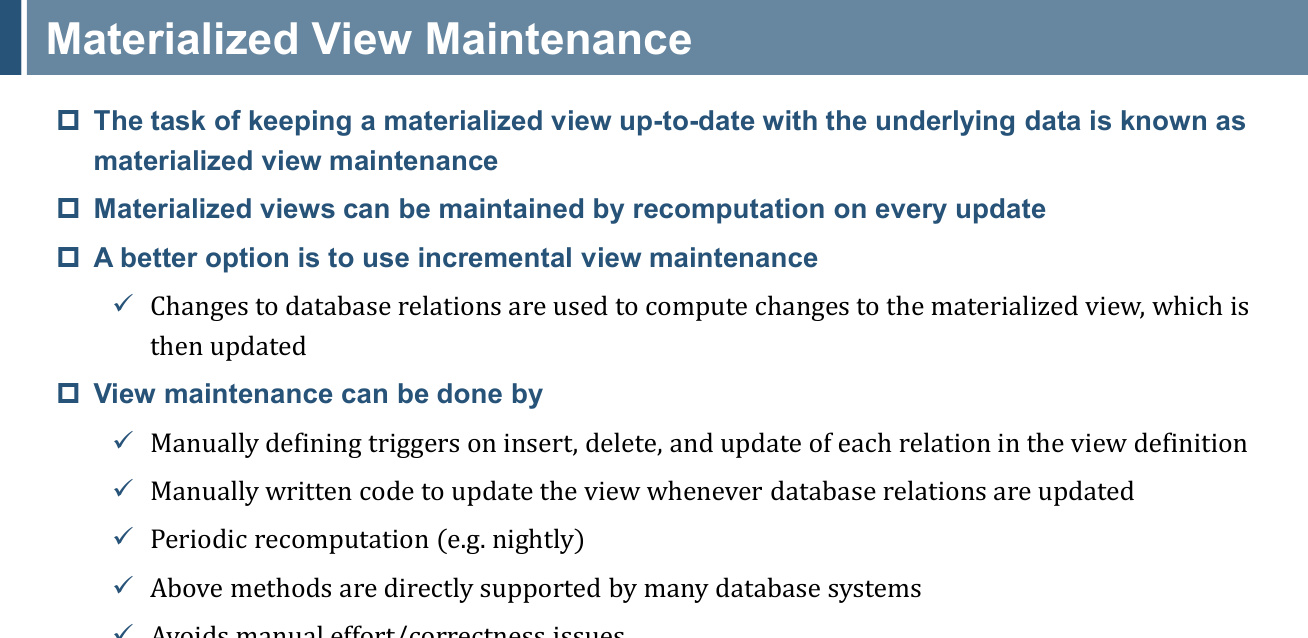 Materialized View Maintenance
The task of keeping a materialized view up-to-date with the underlying data is known as
materialized view maintenance
Materialized views can be maintained by recomputation on every update
A better option is to use incremental view maintenance
Changes to database relations are used to compute changes to the materialized view, which is
then updated
View maintenance can be done by
Manually defining triggers on insert, delete, and update of each relation in the view definition
Manually written code to update the view whenever database relations are updated
Periodic recomputation (e.g. nightly)
Above methods are directly supported by many database systems
Avoids manual effort/correctness issues